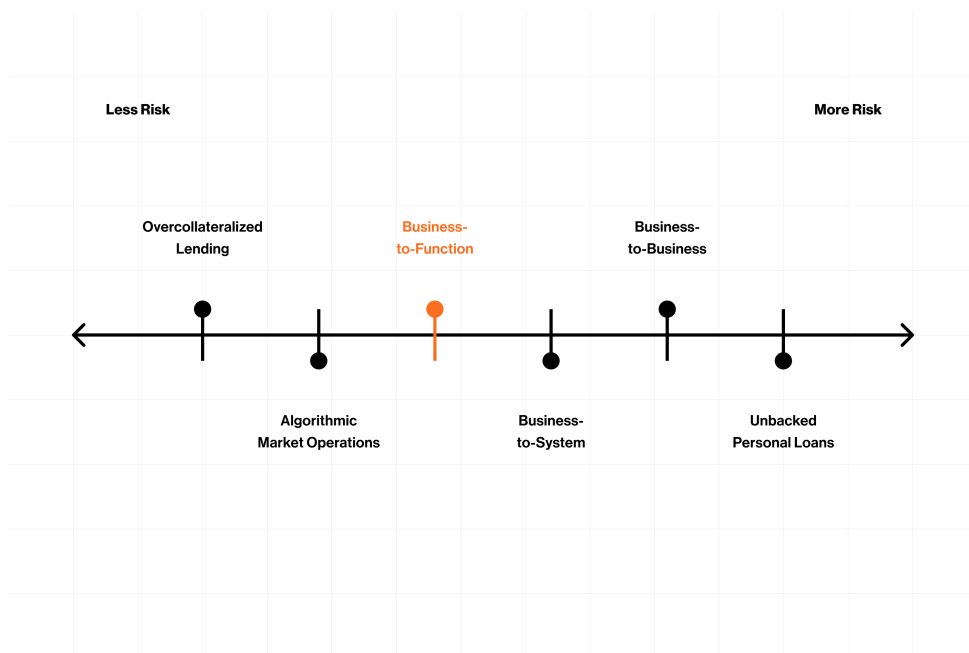 Less Risk
More Risk
Overcollateralized
Lending
Business-
to-Function
Business-
to-Business
Algorithmic
Market Operations
Business-
to-System
Unbacked
Personal Loans